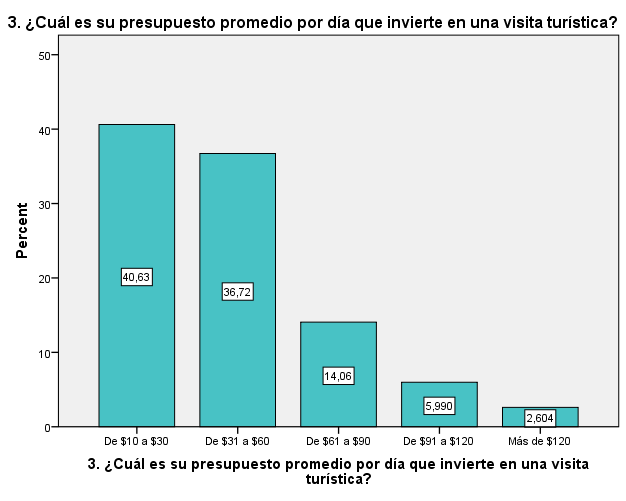 3. ¿Cuál es su presupuesto promedio por día que invierte en una visita turística?
50
40
30
20
10
0
Percent
40,63
36,72
14,06
5,990
2,604
De $10 a $30
De $31 a $60
De $61 a $90
De $91 a $120
Más de $120
3. ¿Cuál es su presupuesto promedio por día que invierte en una visita
turística?